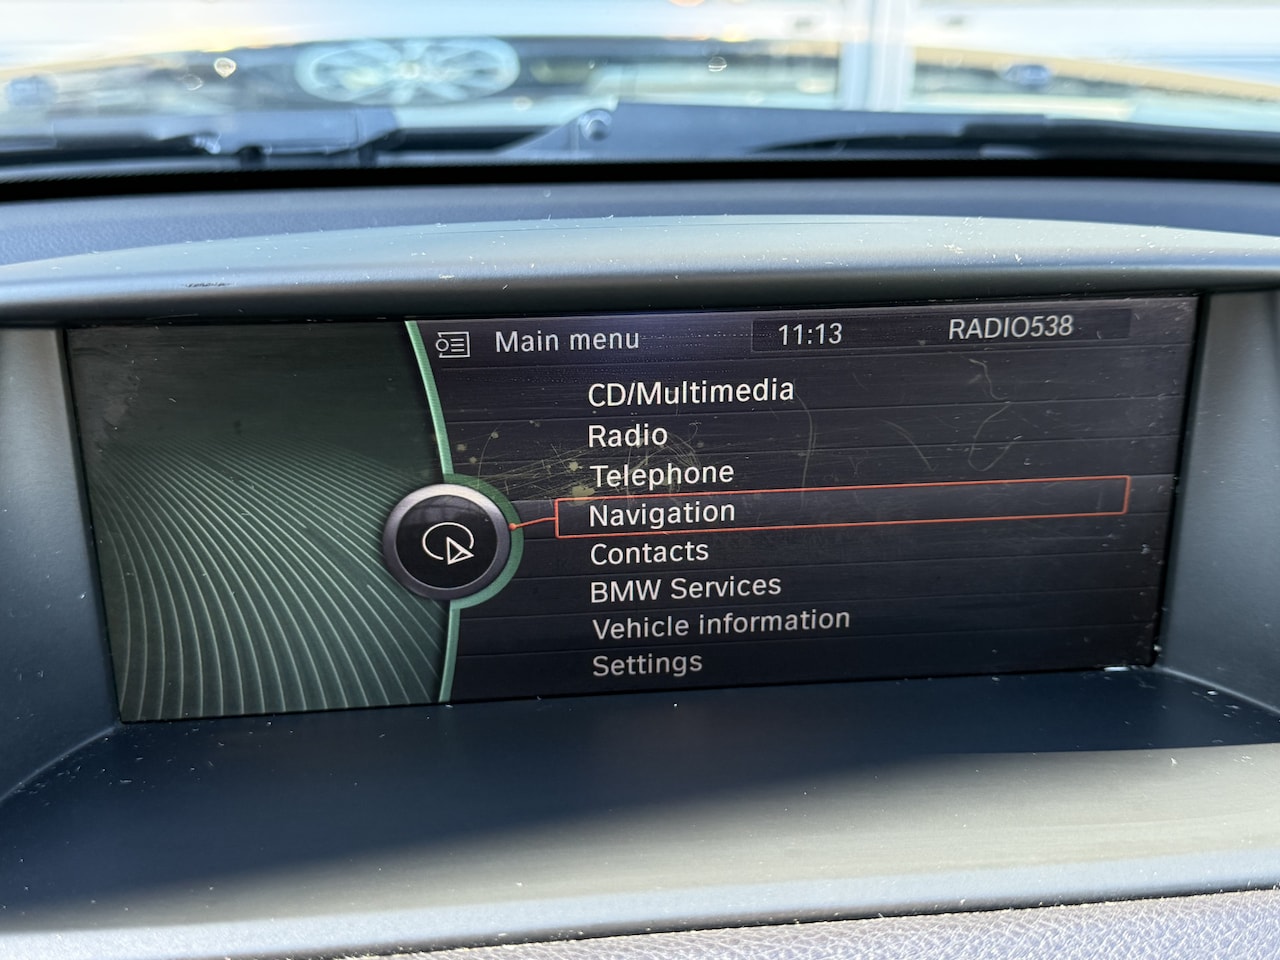 Main menu 11:13 RADIO538
CD/Multimedia
Radio
Telephone
Navigation
Contacts
BMW Services
Vehicle information
Settings